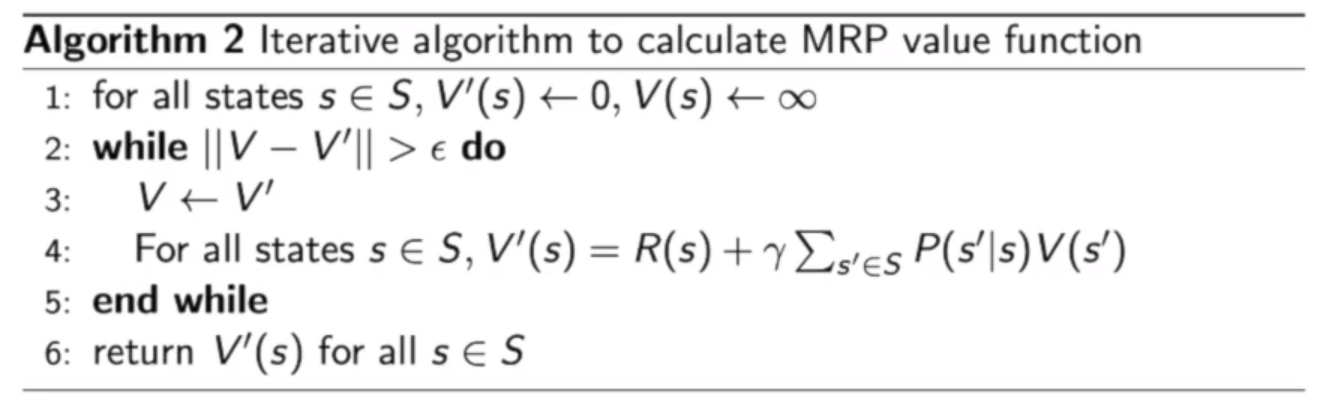 Algorithm 2 Iterative algorithm to calculate MRP value function
1: for all states s ∈ S, V′(s) ← 0, V(s) ← ∞
2: while ||V − V′|| > ϵ do
3: V ← V′
4: For all states s ∈ S, V′(s) = R(s) + γ ∑s′∈S P(s′|s)V(s′)
5: end while
6: return V′(s) for all s ∈ S